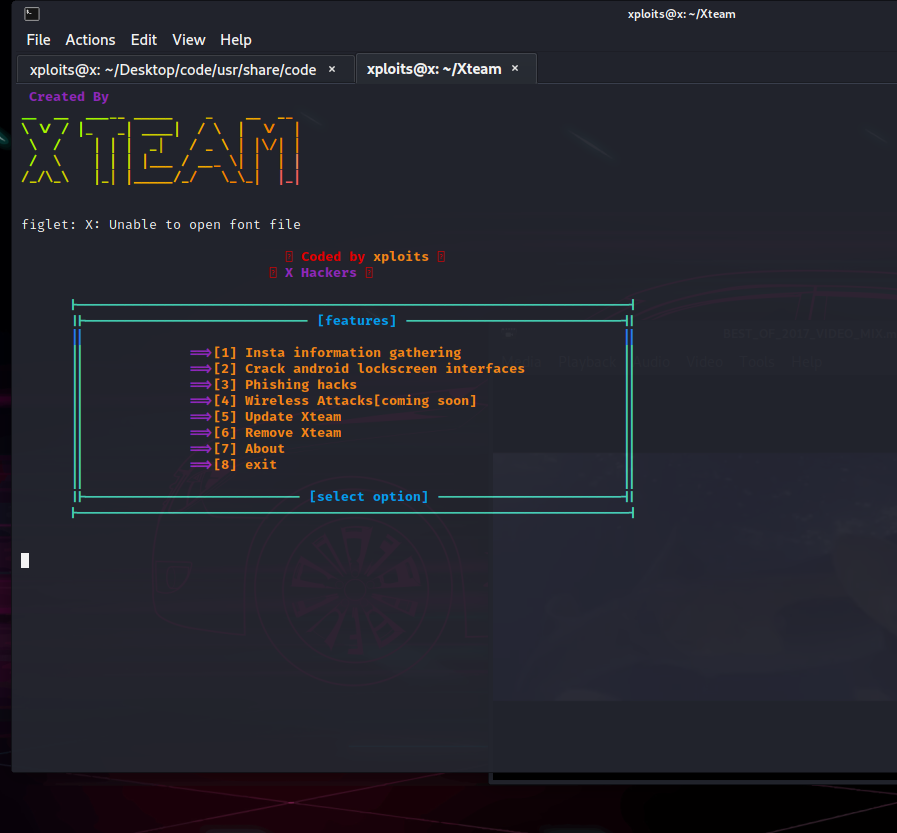 xploits@x: ~/Xteam
File Actions Edit View Help
xploits@x: ~/Desktop/code/usr/share/code ×
xploits@x: ~/Xteam ×
Created By
X TEAM
figlet: X: Unable to open font file
Coded by xploits
X Hackers
[features]
⟹[1] Insta information gathering
⟹[2] Crack android lockscreen interfaces
⟹[3] Phishing hacks
⟹[4] Wireless Attacks[coming soon]
⟹[5] Update Xteam
⟹[6] Remove Xteam
⟹[7] About
⟹[8] exit
[select option]